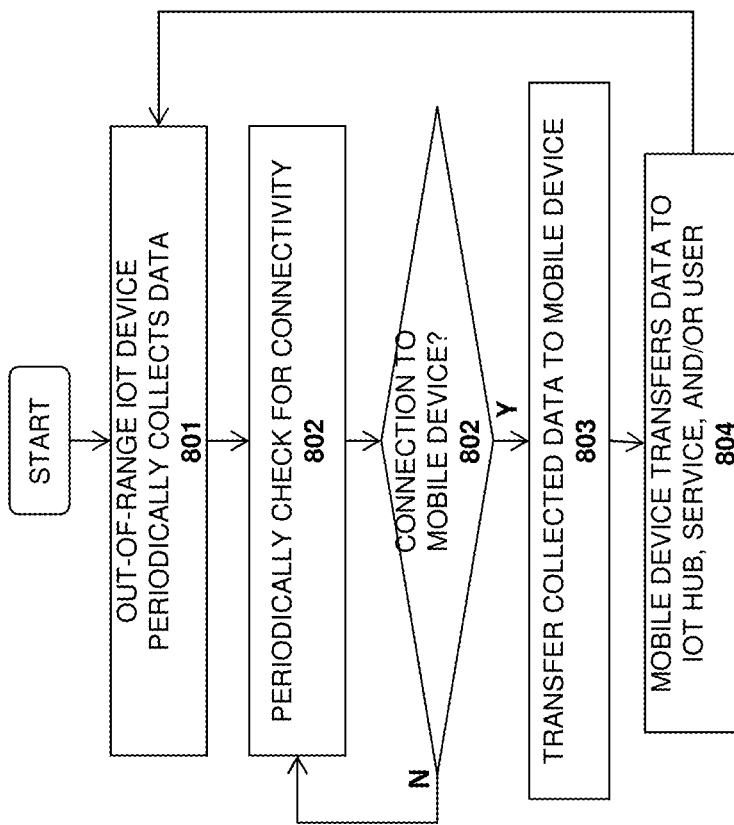 START
OUT-OF-RANGE IOT DEVICE
PERIODICALLY COLLECTS DATA
801
PERIODICALLY CHECK FOR CONNECTIVITY
802
CONNECTION TO
MOBILE DEVICE?
802
N
Y
TRANSFER COLLECTED DATA TO MOBILE DEVICE
803
MOBILE DEVICE TRANSFERS DATA TO
IOT HUB, SERVICE, AND/OR USER
804